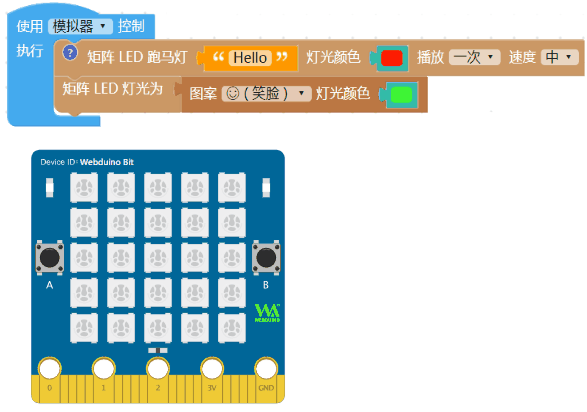 使用 模拟器 控制
执行 ? 矩阵 LED 跑马灯 “ Hello ” 灯光颜色 播放 一次 速度 中
矩阵 LED 灯光为 图案 ☺ ( 笑脸 ) 灯光颜色
Device ID: Webduino Bit
A B
WEBDUINO
0 1 2 3V GND